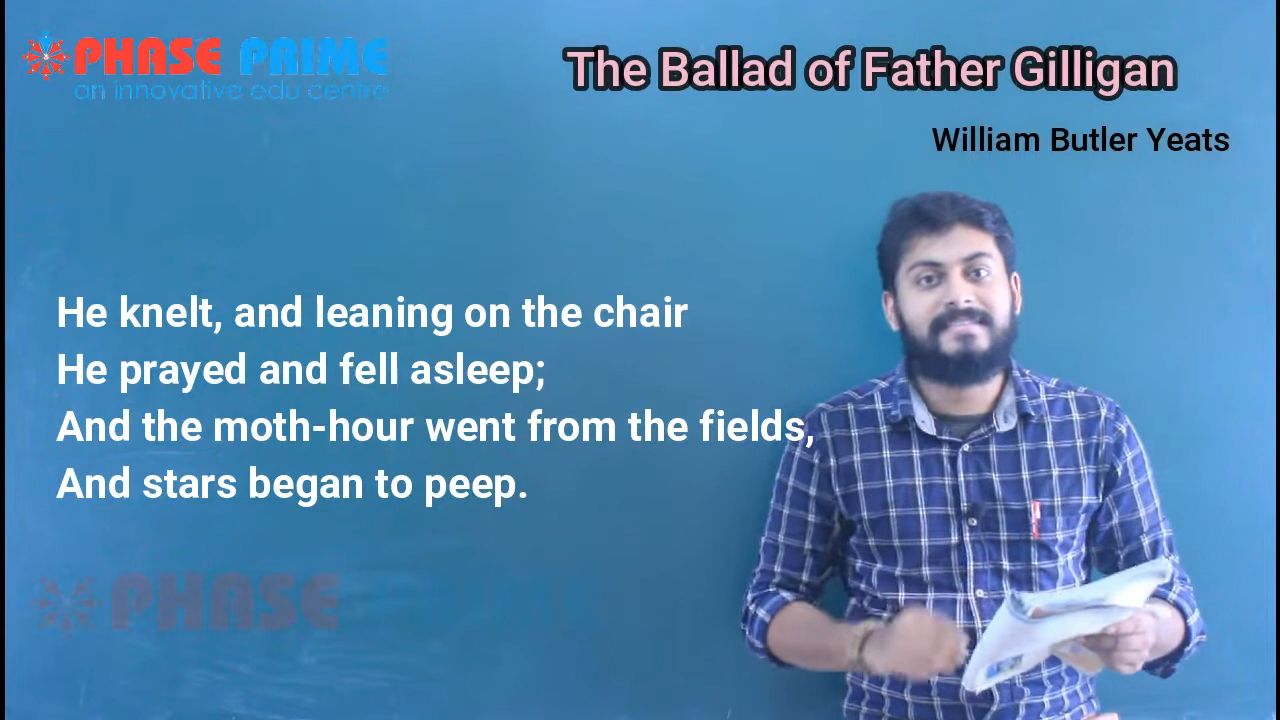 PHASE PRIME
an innovative edu centre
The Ballad of Father Gilligan
William Butler Yeats
He knelt, and leaning on the chair
He prayed and fell asleep;
And the moth-hour went from the fields,
And stars began to peep.
PHASE